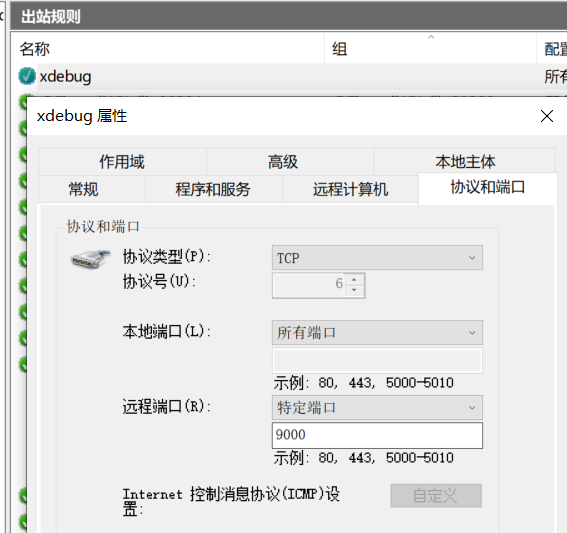 出站规则
名称 组 配置
xdebug 所有
xdebug 属性
作用域 高级 本地主体
常规 程序和服务 远程计算机 协议和端口
协议和端口
协议类型(P): TCP
协议号(U): 6
本地端口(L): 所有端口
示例: 80, 443, 5000-5010
远程端口(R): 特定端口
9000
示例: 80, 443, 5000-5010
Internet 控制消息协议(ICMP)设
置:
自定义